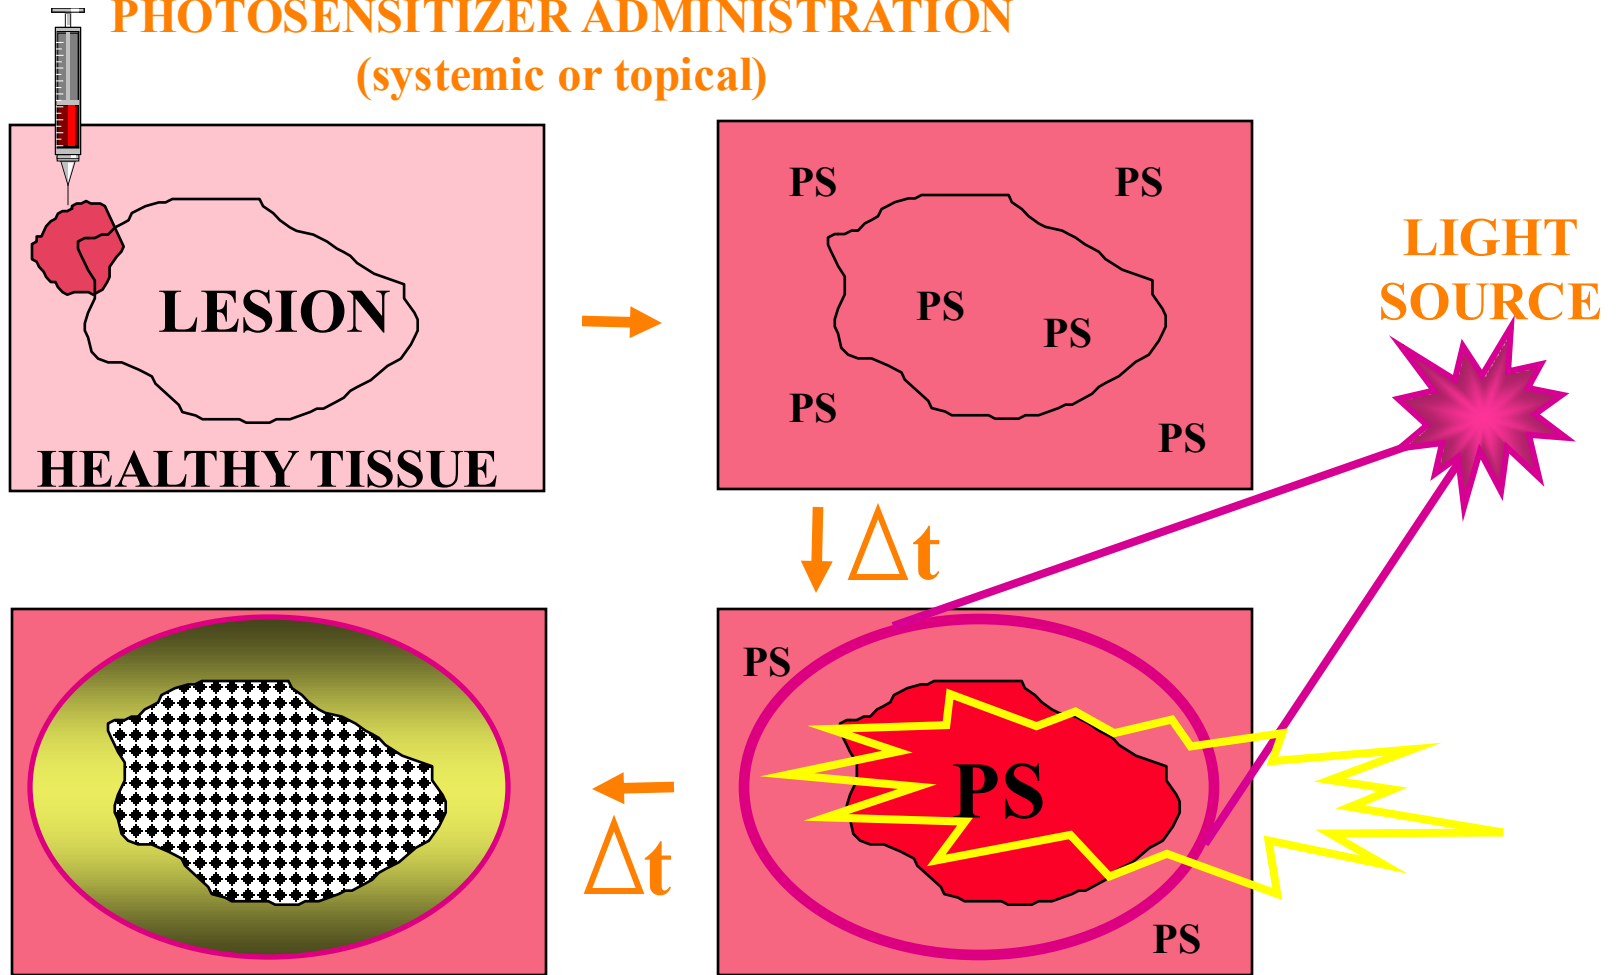 PHOTOSENSITIZER ADMINISTRATION
(systemic or topical)
LESION
HEALTHY TISSUE
PS
PS
PS
PS
PS
PS
LIGHT
SOURCE
Δt
PS
PS
PS
Δt